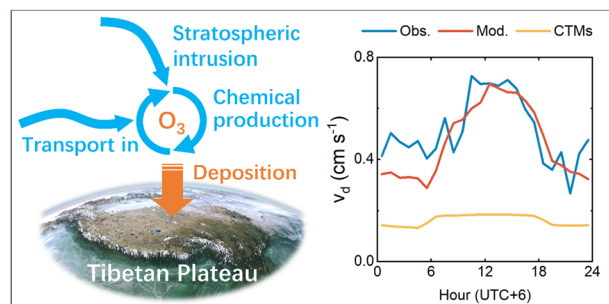 Stratospheric
intrusion
Chemical
production
O₃
Transport in
Deposition
Tibetan Plateau
Obs. Mod. CTMs
0.8
0.4
0.0
v_d (cm s⁻¹)
0 6 12 18 24
Hour (UTC+6)